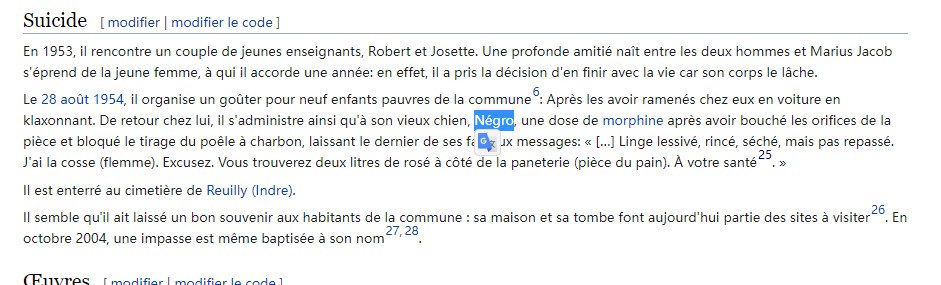 Suicide [ modifier | modifier le code ]
En 1953, il rencontre un couple de jeunes enseignants, Robert et Josette. Une profonde amitié naît entre les deux hommes et Marius Jacob
s'éprend de la jeune femme, à qui il accorde une année: en effet, il a pris la décision d'en finir avec la vie car son corps le lâche.
Le 28 août 1954, il organise un goûter pour neuf enfants pauvres de la commune6: Après les avoir ramenés chez eux en voiture en
klaxonnant. De retour chez lui, il s'administre ainsi qu'à son vieux chien, Négro, une dose de morphine après avoir bouché les orifices de la
pièce et bloqué le tirage du poêle à charbon, laissant le dernier de ses ux messages: « [...] Linge lessivé, rincé, séché, mais pas repassé.
J'ai la cosse (flemme). Excusez. Vous trouverez deux litres de rosé à côté de la paneterie (pièce du pain). À votre santé25. »
Il est enterré au cimetière de Reuilly (Indre).
Il semble qu'il ait laissé un bon souvenir aux habitants de la commune : sa maison et sa tombe font aujourd'hui partie des sites à visiter26. En
octobre 2004, une impasse est même baptisée à son nom27, 28.
Œuvres [ modifier | modifier le code ]